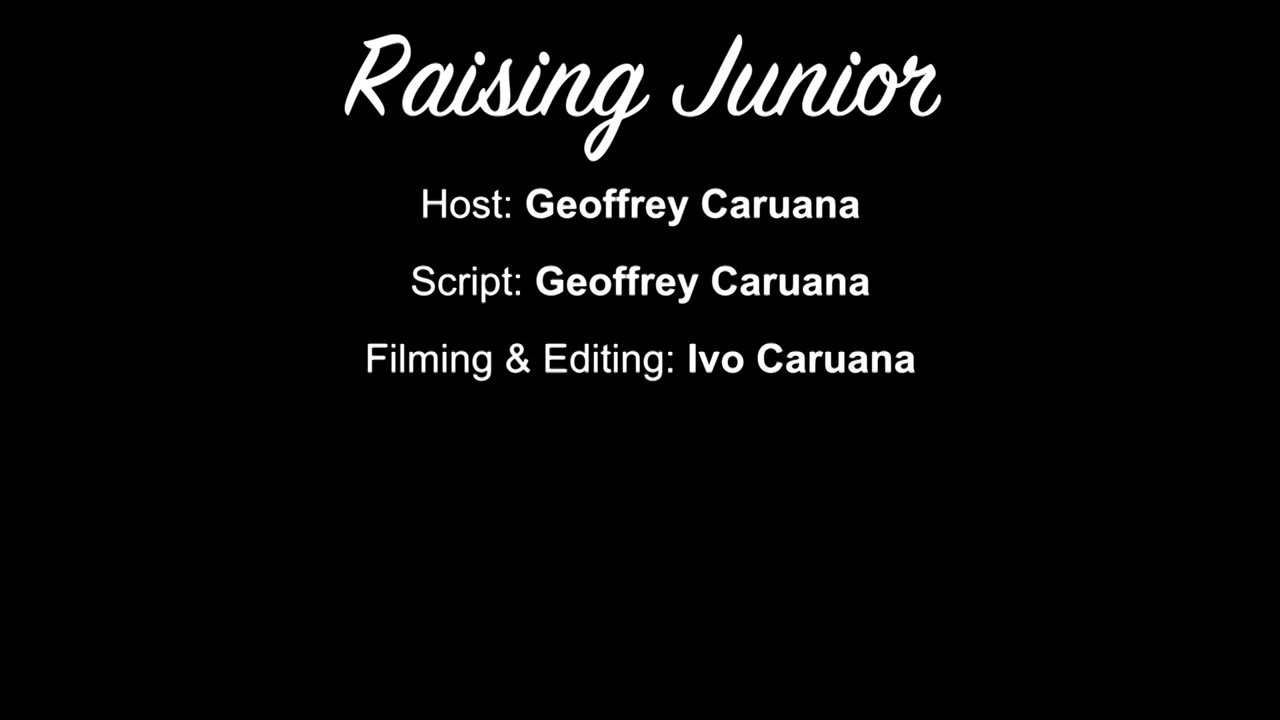 Raising Junior
Host: Geoffrey Caruana
Script: Geoffrey Caruana
Filming & Editing: Ivo Caruana